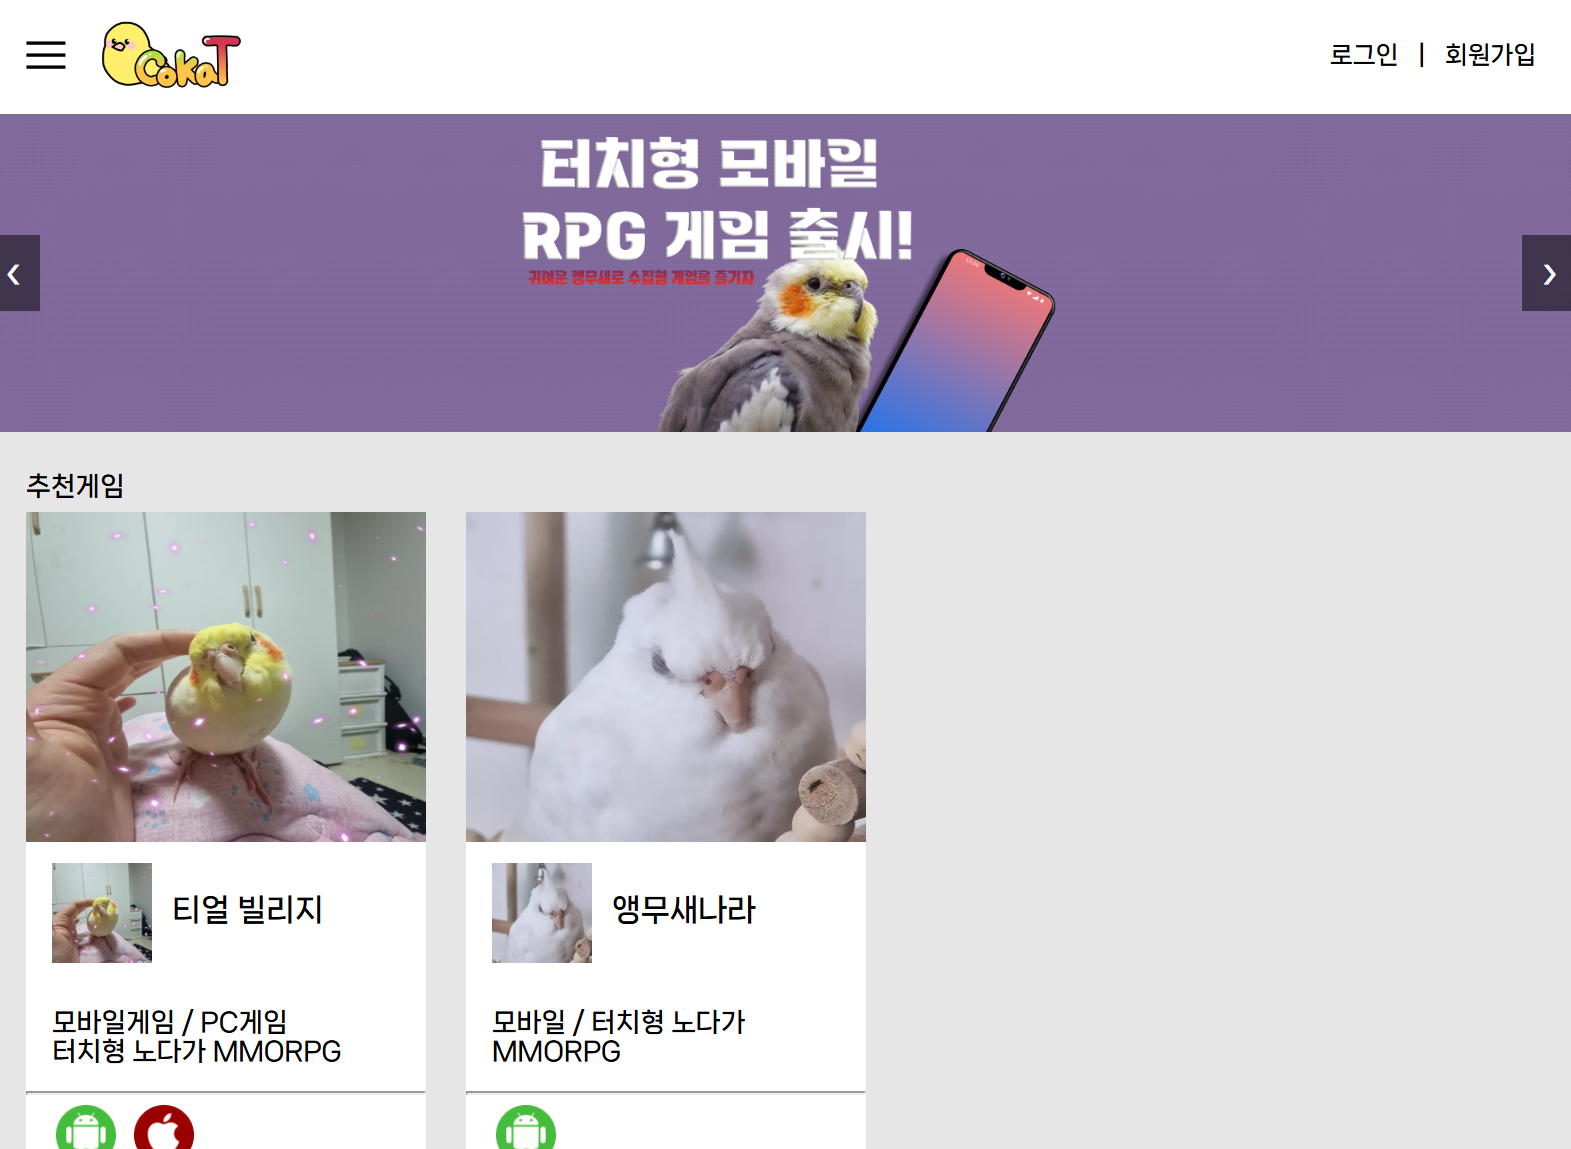 CokaT
로그인 | 회원가입
터치형 모바일
RPG 게임 출시!
귀여운 앵무새로 수집형 게임을 즐기자
추천게임
티얼 빌리지
앵무새나라
모바일게임 / PC게임
터치형 노다가 MMORPG
모바일 / 터치형 노다가
MMORPG